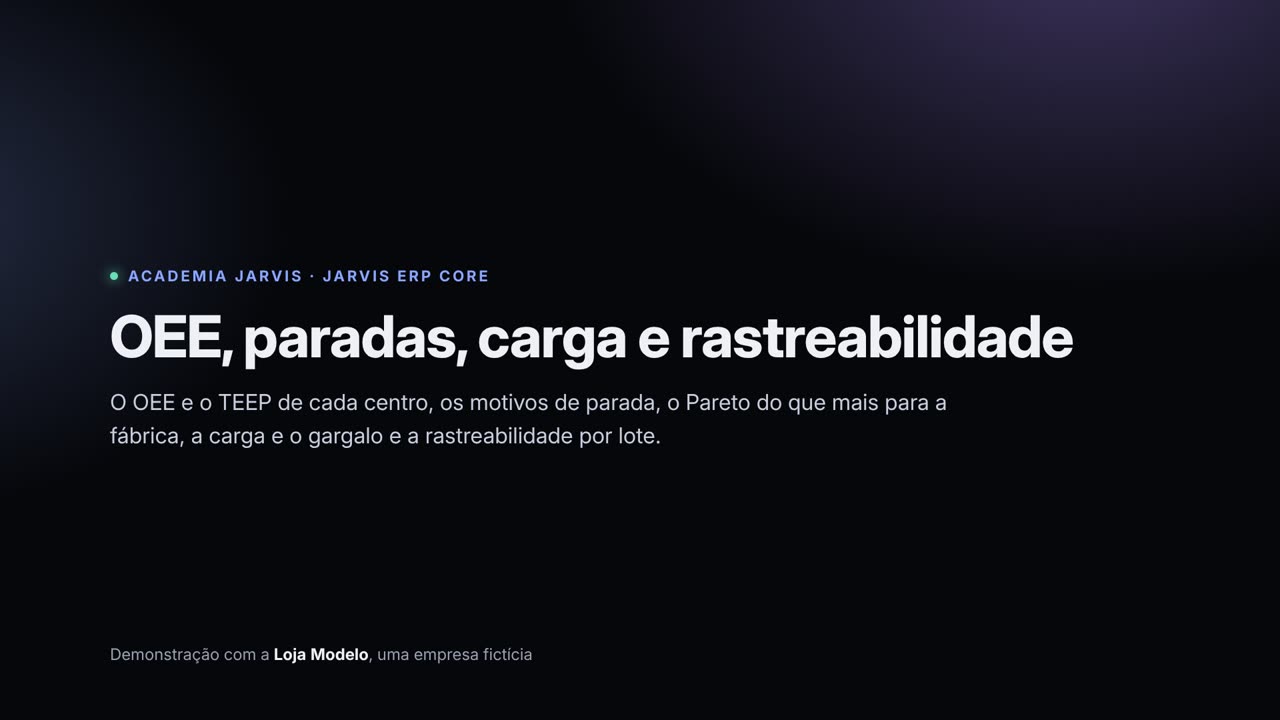 ACADEMIA JARVIS · JARVIS ERP CORE
OEE, paradas, carga e rastreabilidade
O OEE e o TEEP de cada centro, os motivos de parada, o Pareto do que mais para a
fábrica, a carga e o gargalo e a rastreabilidade por lote.
Demonstração com a Loja Modelo, uma empresa fictícia